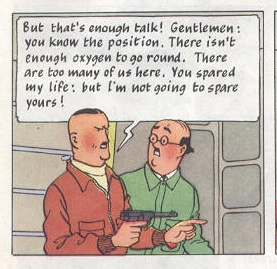 But that's enough talk! Gentlemen:
you know the position. There isn't
enough oxygen to go round. There
are too many of us here. You spared
my life: but I'm not going to spare
yours!